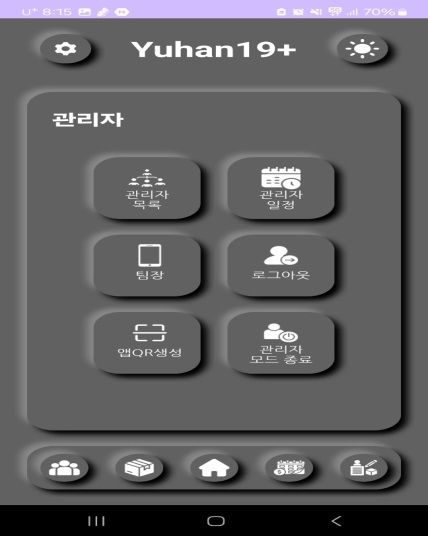 U+ 8:15 70%
Yuhan19+
관리자
관리자
목록
관리자
일정
팀장
로그아웃
앱QR생성
관리자
모드 종료